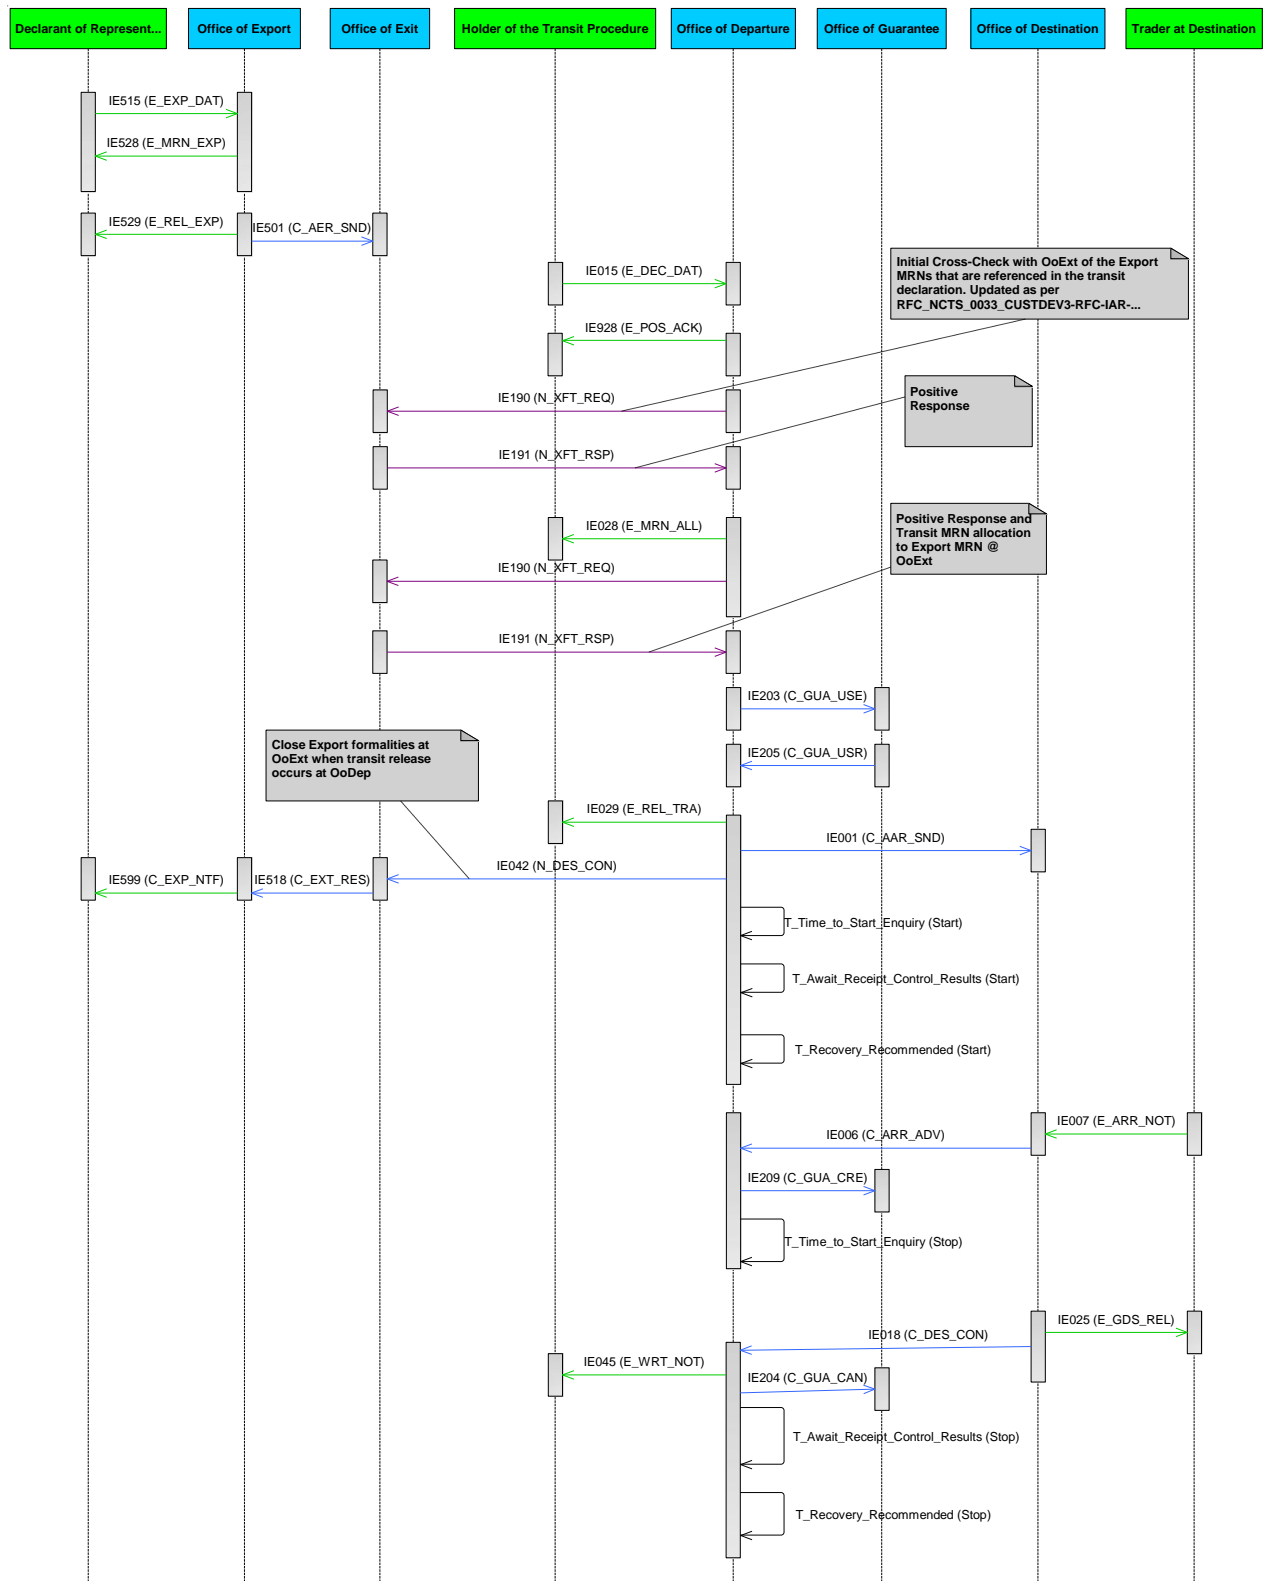 Declarant of Represent...
Office of Export
Office of Exit
Holder of the Transit Procedure
Office of Departure
Office of Guarantee
Office of Destination
Trader at Destination
IE515 (E_EXP_DAT)
IE528 (E_MRN_EXP)
IE529 (E_REL_EXP)
IE501 (C_AER_SND)
Initial Cross-Check with OoExt of the Export
MRNs that are referenced in the transit
declaration. Updated as per
RFC_NCTS_0033_CUSTDEV3-RFC-IAR-...
IE015 (E_DEC_DAT)
IE928 (E_POS_ACK)
IE190 (N_XFT_REQ)
Positive
Response
IE191 (N_XFT_RSP)
Positive Response and
Transit MRN allocation
to Export MRN @
OoExt
IE028 (E_MRN_ALL)
IE190 (N_XFT_REQ)
IE191 (N_XFT_RSP)
IE203 (C_GUA_USE)
Close Export formalities at
OoExt when transit release
occurs at OoDep
IE205 (C_GUA_USR)
IE029 (E_REL_TRA)
IE001 (C_AAR_SND)
IE042 (N_DES_CON)
IE599 (C_EXP_NTF)
IE518 (C_EXT_RES)
T_Time_to_Start_Enquiry (Start)
T_Await_Receipt_Control_Results (Start)
T_Recovery_Recommended (Start)
IE007 (E_ARR_NOT)
IE006 (C_ARR_ADV)
IE209 (C_GUA_CRE)
T_Time_to_Start_Enquiry (Stop)
IE025 (E_GDS_REL)
IE018 (C_DES_CON)
IE045 (E_WRT_NOT)
IE204 (C_GUA_CAN)
T_Await_Receipt_Control_Results (Stop)
T_Recovery_Recommended (Stop)